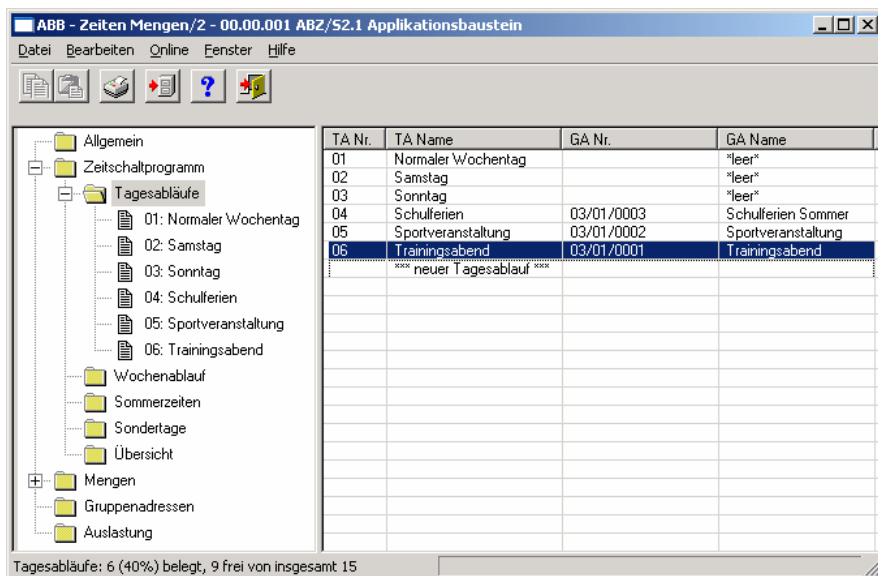 ABB - Zeiten Mengen/2 - 00.00.001 ABZ/S2.1 Applikationsbaustein
Datei Bearbeiten Online Fenster Hilfe
Allgemein
Zeitschaltprogramm
Tagesabläufe
01: Normaler Wochentag
02: Samstag
03: Sonntag
04: Schulferien
05: Sportveranstaltung
06: Trainingsabend
Wochenablauf
Sommerzeiten
Sondertage
Übersicht
Mengen
Gruppenadressen
Auslastung
TA Nr. TA Name GA Nr. GA Name
01 Normaler Wochentag *leer*
02 Samstag *leer*
03 Sonntag *leer*
04 Schulferien 03/01/0003 Schulferien Sommer
05 Sportveranstaltung 03/01/0002 Sportveranstaltung
06 Trainingsabend 03/01/0001 Trainingsabend
*** neuer Tagesablauf ***
Tagesabläufe: 6 (40%) belegt, 9 frei von insgesamt 15